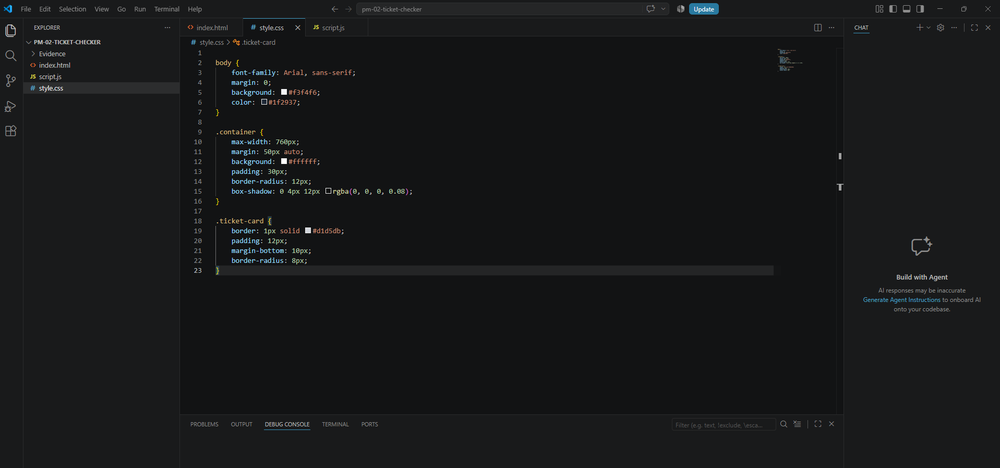 File Edit Selection View Go Run Terminal Help
pm-02-ticket-checker
Update
EXPLORER
PM-02-TICKET-CHECKER
Evidence
<> index.html
JS script.js
# style.css
<> index.html
# style.css
JS script.js
# style.css > .ticket-card
1
2 body {
3     font-family: Arial, sans-serif;
4     margin: 0;
5     background: #f3f4f6;
6     color: #1f2937;
7 }
8
9 .container {
10     max-width: 760px;
11     margin: 50px auto;
12     background: #ffffff;
13     padding: 30px;
14     border-radius: 12px;
15     box-shadow: 0 4px 12px rgba(0, 0, 0, 0.08);
16 }
17
18 .ticket-card {
19     border: 1px solid #d1d5db;
20     padding: 12px;
21     margin-bottom: 10px;
22     border-radius: 8px;
23 }
PROBLEMS OUTPUT DEBUG CONSOLE TERMINAL PORTS
Filter (e.g. text, !exclude, \esca...
CHAT
Build with Agent
AI responses may be inaccurate
Generate Agent Instructions to onboard AI
onto your codebase.